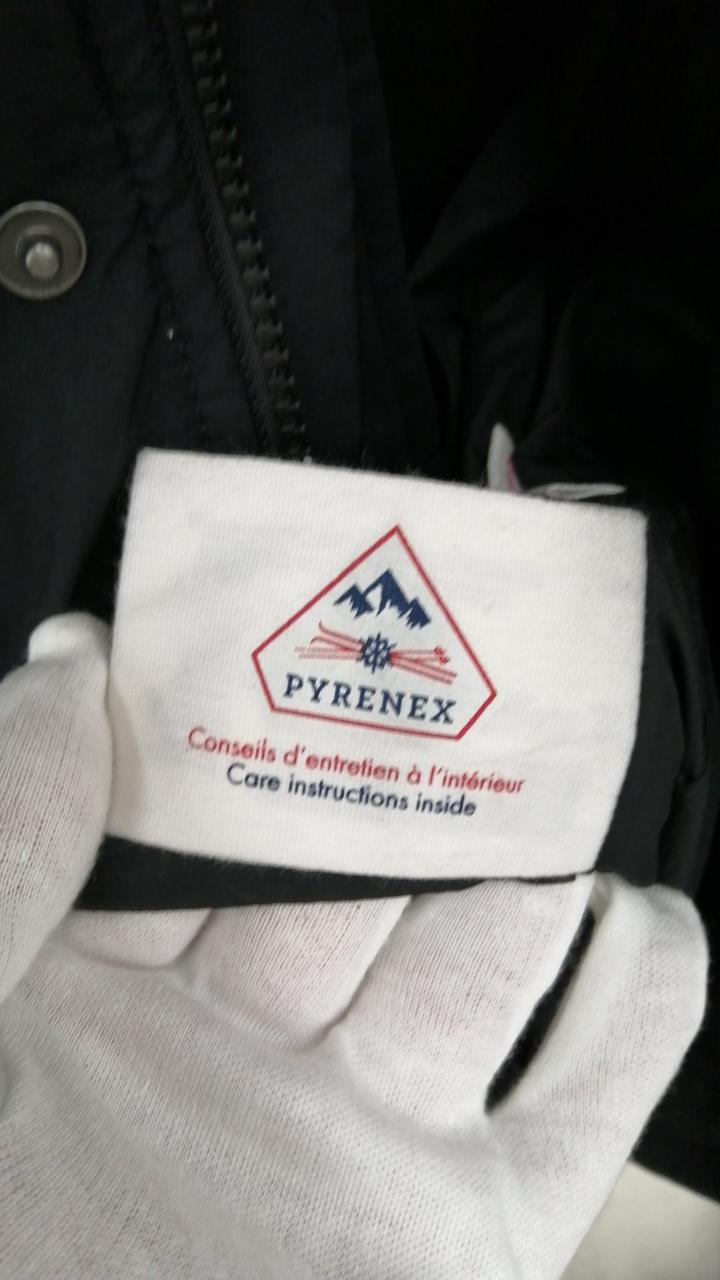 PYRENEX
Conseils d'entretien à l'intérieur
Care instructions inside